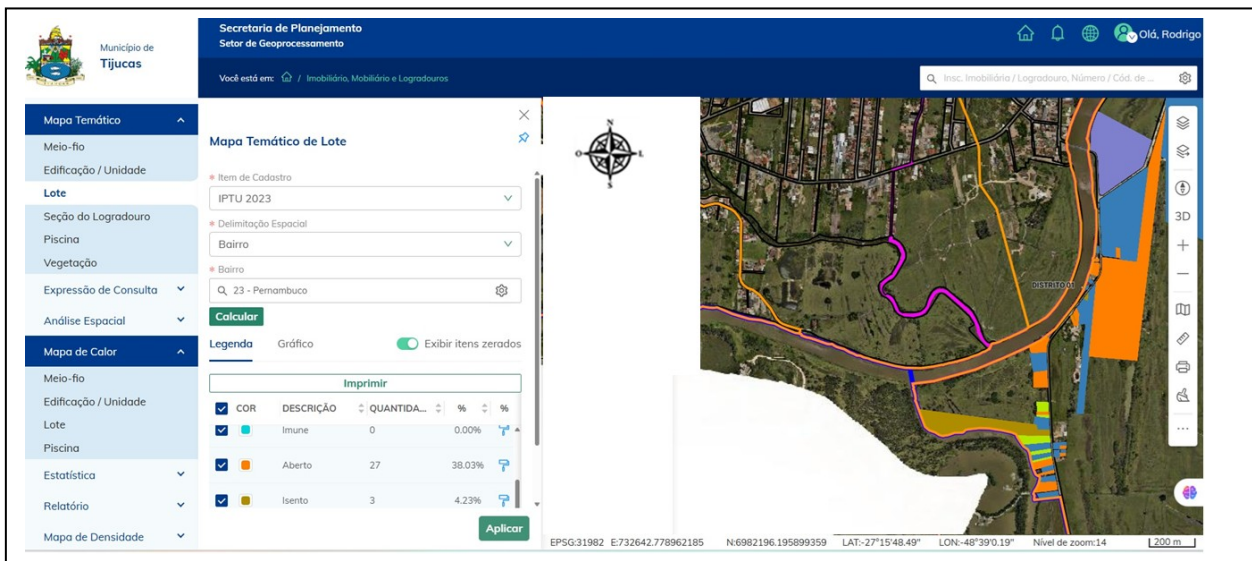 Município de
Tijucas
Secretaria de Planejamento
Setor de Geoprocessamento
Olá, Rodrigo
Você está em: / Imobiliário, Mobiliário e Logradouros
Insc. Imobiliária / Logradouro, Número / Cód. de ...
Mapa Temático
Meio-fio
Edificação / Unidade
Lote
Seção do Logradouro
Piscina
Vegetação
Expressão de Consulta
Análise Espacial
Mapa de Calor
Meio-fio
Edificação / Unidade
Lote
Piscina
Estatística
Relatório
Mapa de Densidade
Mapa Temático de Lote
* Item de Cadastro
IPTU 2023
* Delimitação Espacial
Bairro
* Bairro
23 - Pernambuco
Calcular
Legenda Gráfico Exibir itens zerados
Imprimir
COR DESCRIÇÃO QUANTIDA... % %
Imune 0 0.00%
Aberto 27 38.03%
Isento 3 4.23%
Aplicar
N
O L
S
DISTRITO 01
3D
EPSG:31982 E:732642.778962185 N:6982196.195899359 LAT:-27°15'48.49" LON:-48°39'0.19" Nível de zoom:14 200 m